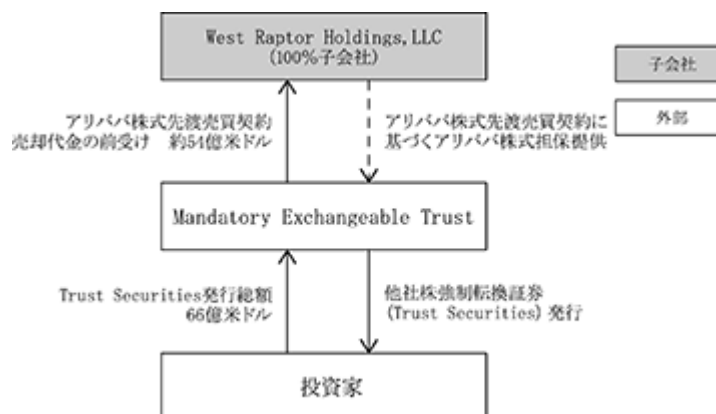 West Raptor Holdings,LLC
(100%子会社)
子会社
外部
アリババ株式先渡売買契約
売却代金の前受け 約54億米ドル
アリババ株式先渡売買契約に
基づくアリババ株式担保提供
Mandatory Exchangeable Trust
Trust Securities発行総額
66億米ドル
他社株強制転換証券
(Trust Securities) 発行
投資家